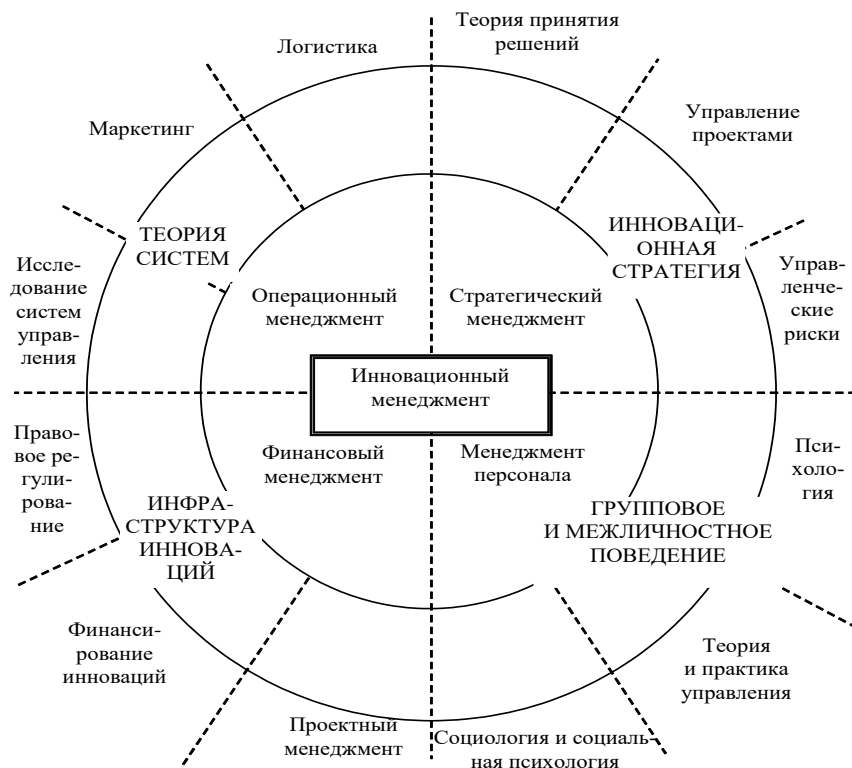 Логистика
Теория принятия
решений
Маркетинг
Управление
проектами
ТЕОРИЯ
СИСТЕМ
ИННОВАЦИ-
ОННАЯ
СТРАТЕГИЯ
Иссле-
дование
систем
управ-
ления
Операционный
менеджмент
Стратегический
менеджмент
Управ-
ленче-
ские
риски
Инновационный
менеджмент
Право-
вое ре-
гули-
рова-
ние
Финансовый
менеджмент
Менеджмент
персонала
Пси-
холо-
гия
ИНФРА-
СТРУКТУРА
ИННОВА-
ЦИЙ
ГРУППОВОЕ
И МЕЖЛИЧНОСТНОЕ
ПОВЕДЕНИЕ
Финанси-
рование
инноваций
Теория
и практика
управления
Проектный
менеджмент
Социология и социаль-
ная психология